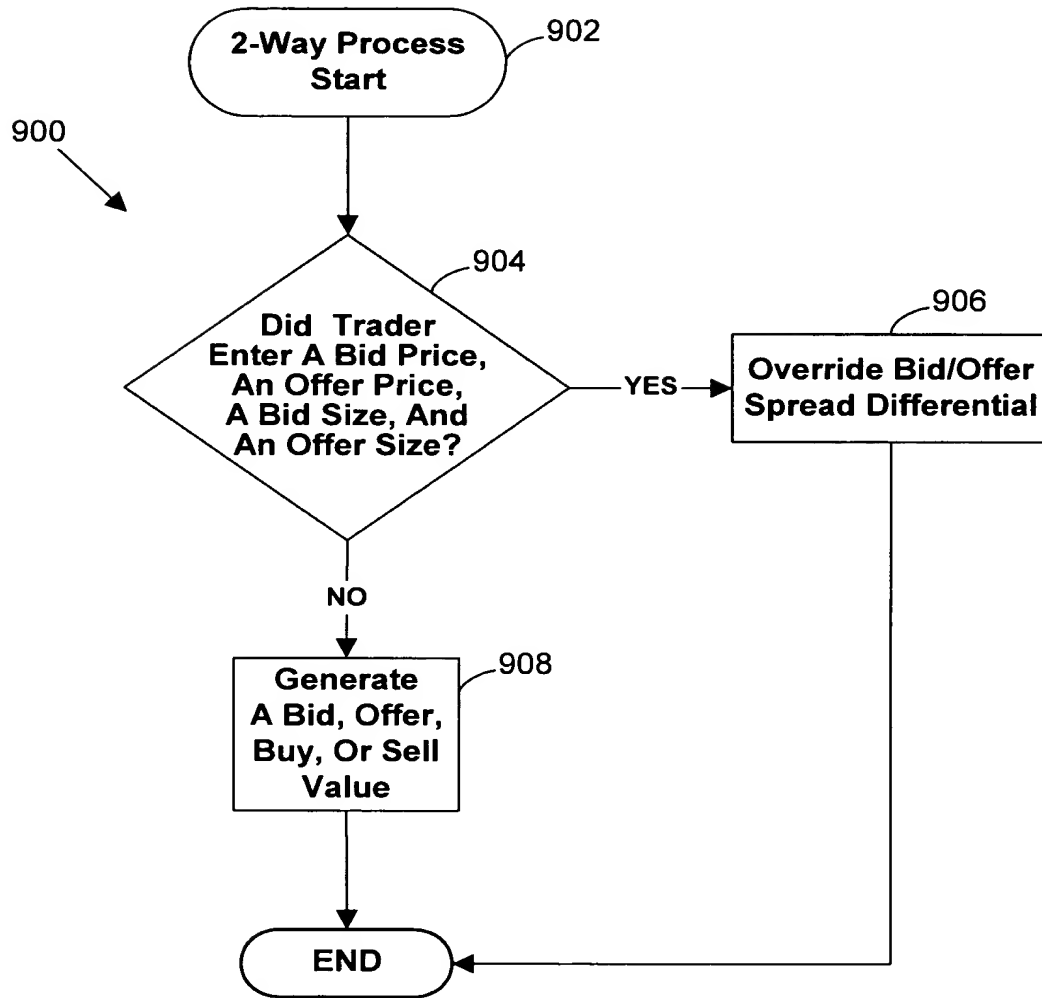 2-Way Process
Start
902
900
904
Did Trader
Enter A Bid Price,
An Offer Price,
A Bid Size, And
An Offer Size?
YES
906
Override Bid/Offer
Spread Differential
NO
908
Generate
A Bid, Offer,
Buy, Or Sell
Value
END